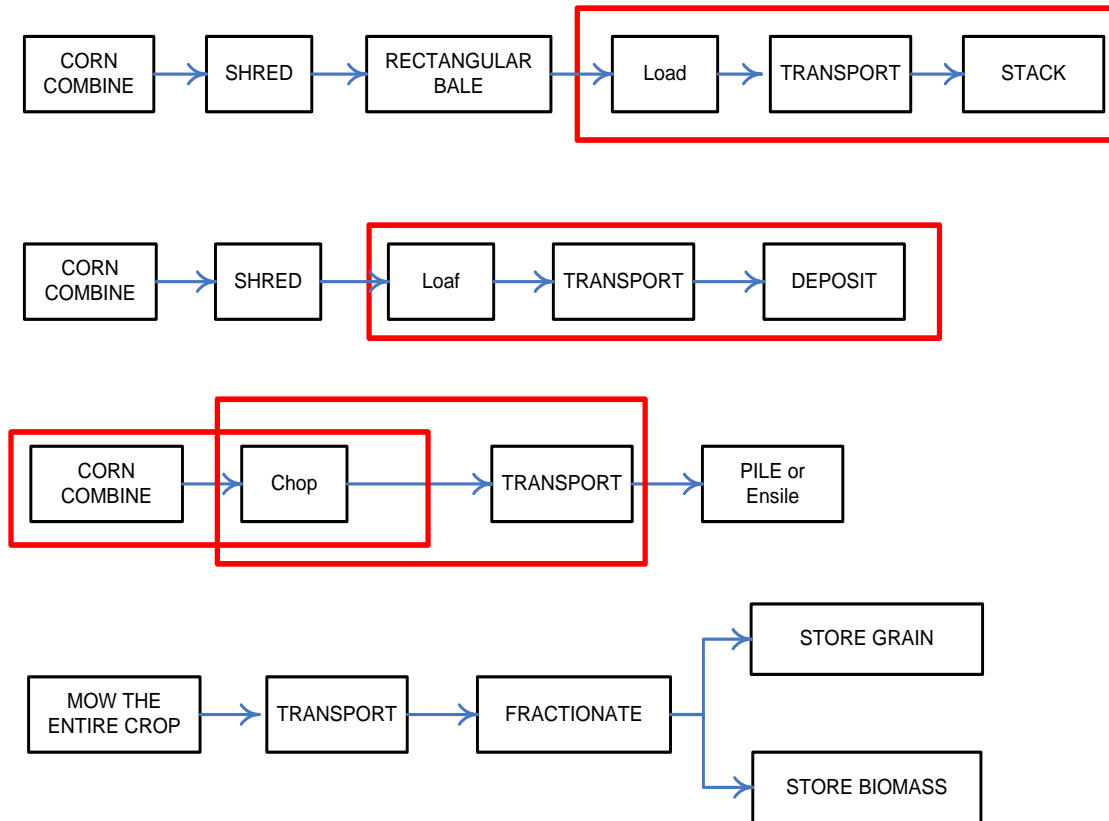 CORN
COMBINE
SHRED
RECTANGULAR
BALE
Load
TRANSPORT
STACK
CORN
COMBINE
SHRED
Loaf
TRANSPORT
DEPOSIT
CORN
COMBINE
Chop
TRANSPORT
PILE or
Ensile
MOW THE
ENTIRE CROP
TRANSPORT
FRACTIONATE
STORE GRAIN
STORE BIOMASS